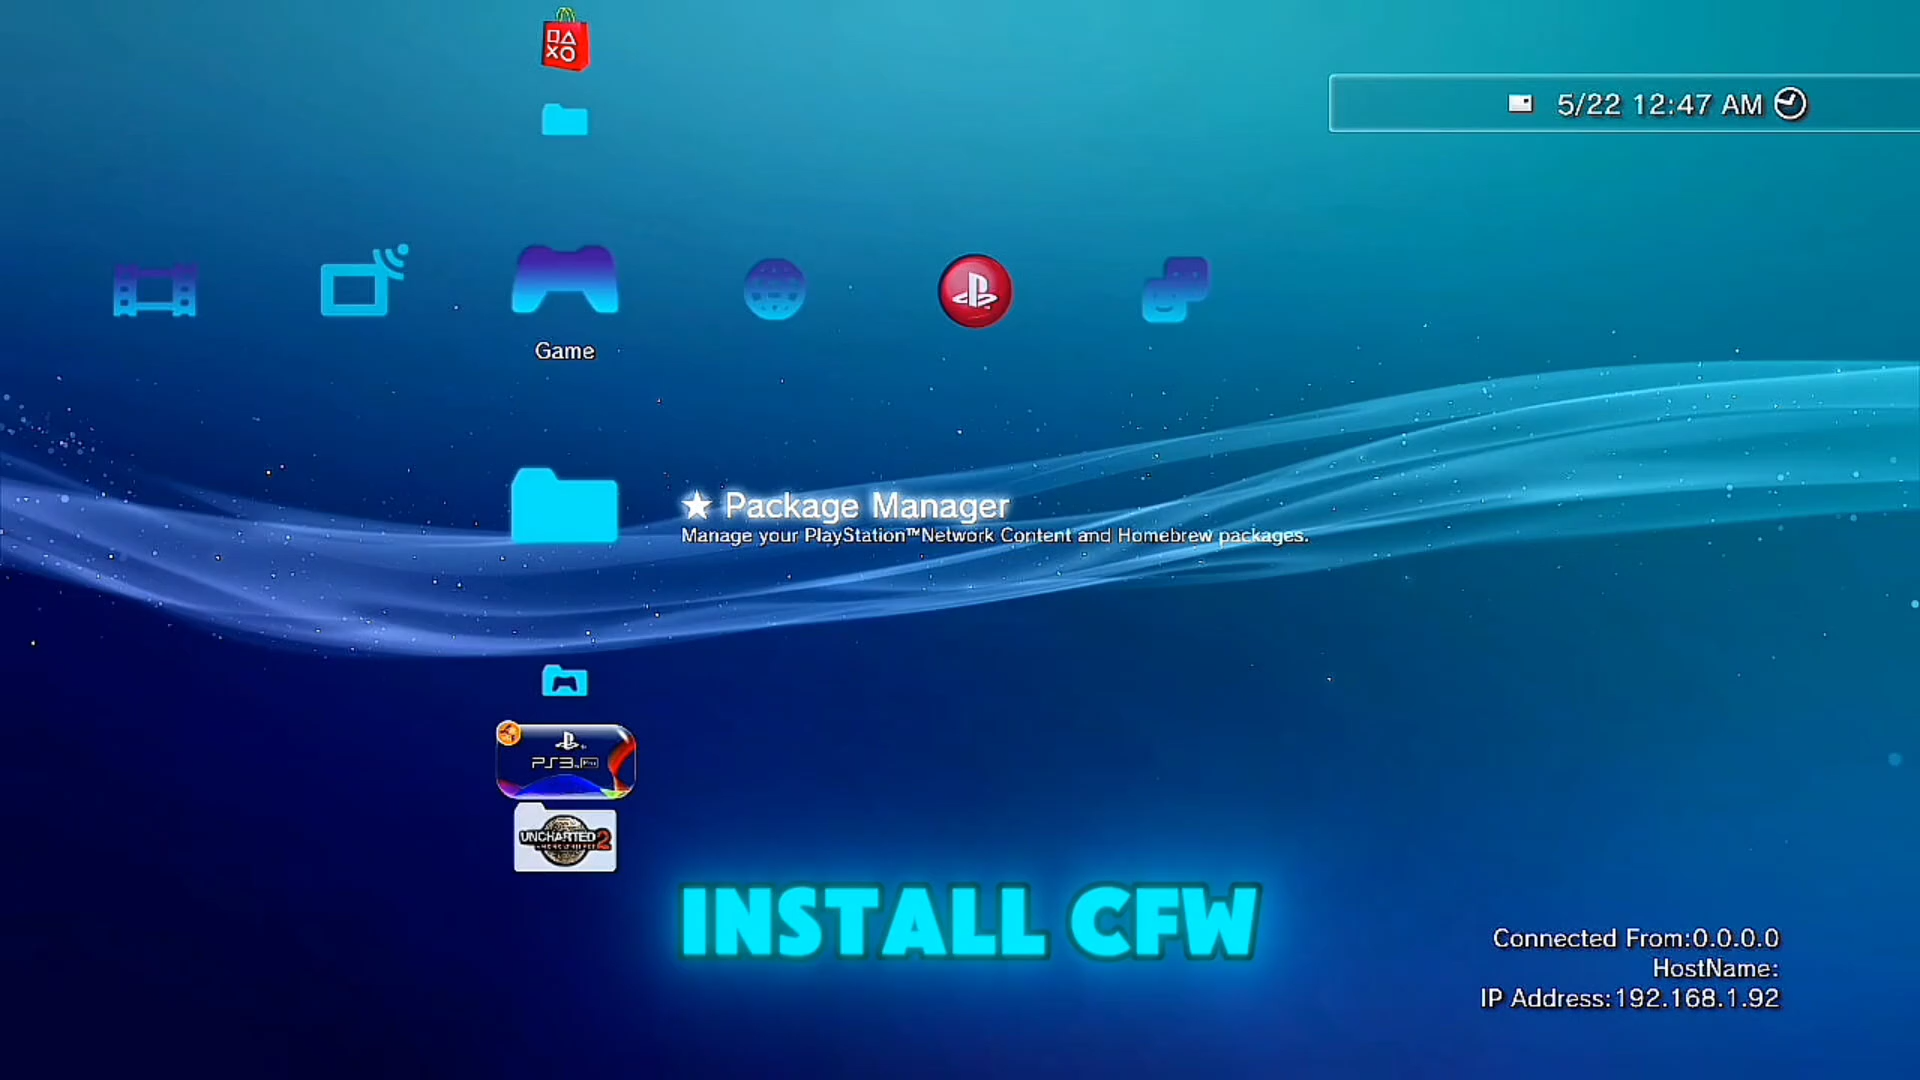 5/22 12:47 AM
Game
★ Package Manager
Manage your PlayStation™Network Content and Homebrew packages.
PS3
UNCHARTED 2
INSTALL CFW
Connected From:0.0.0.0
HostName:
IP Address:192.168.1.92